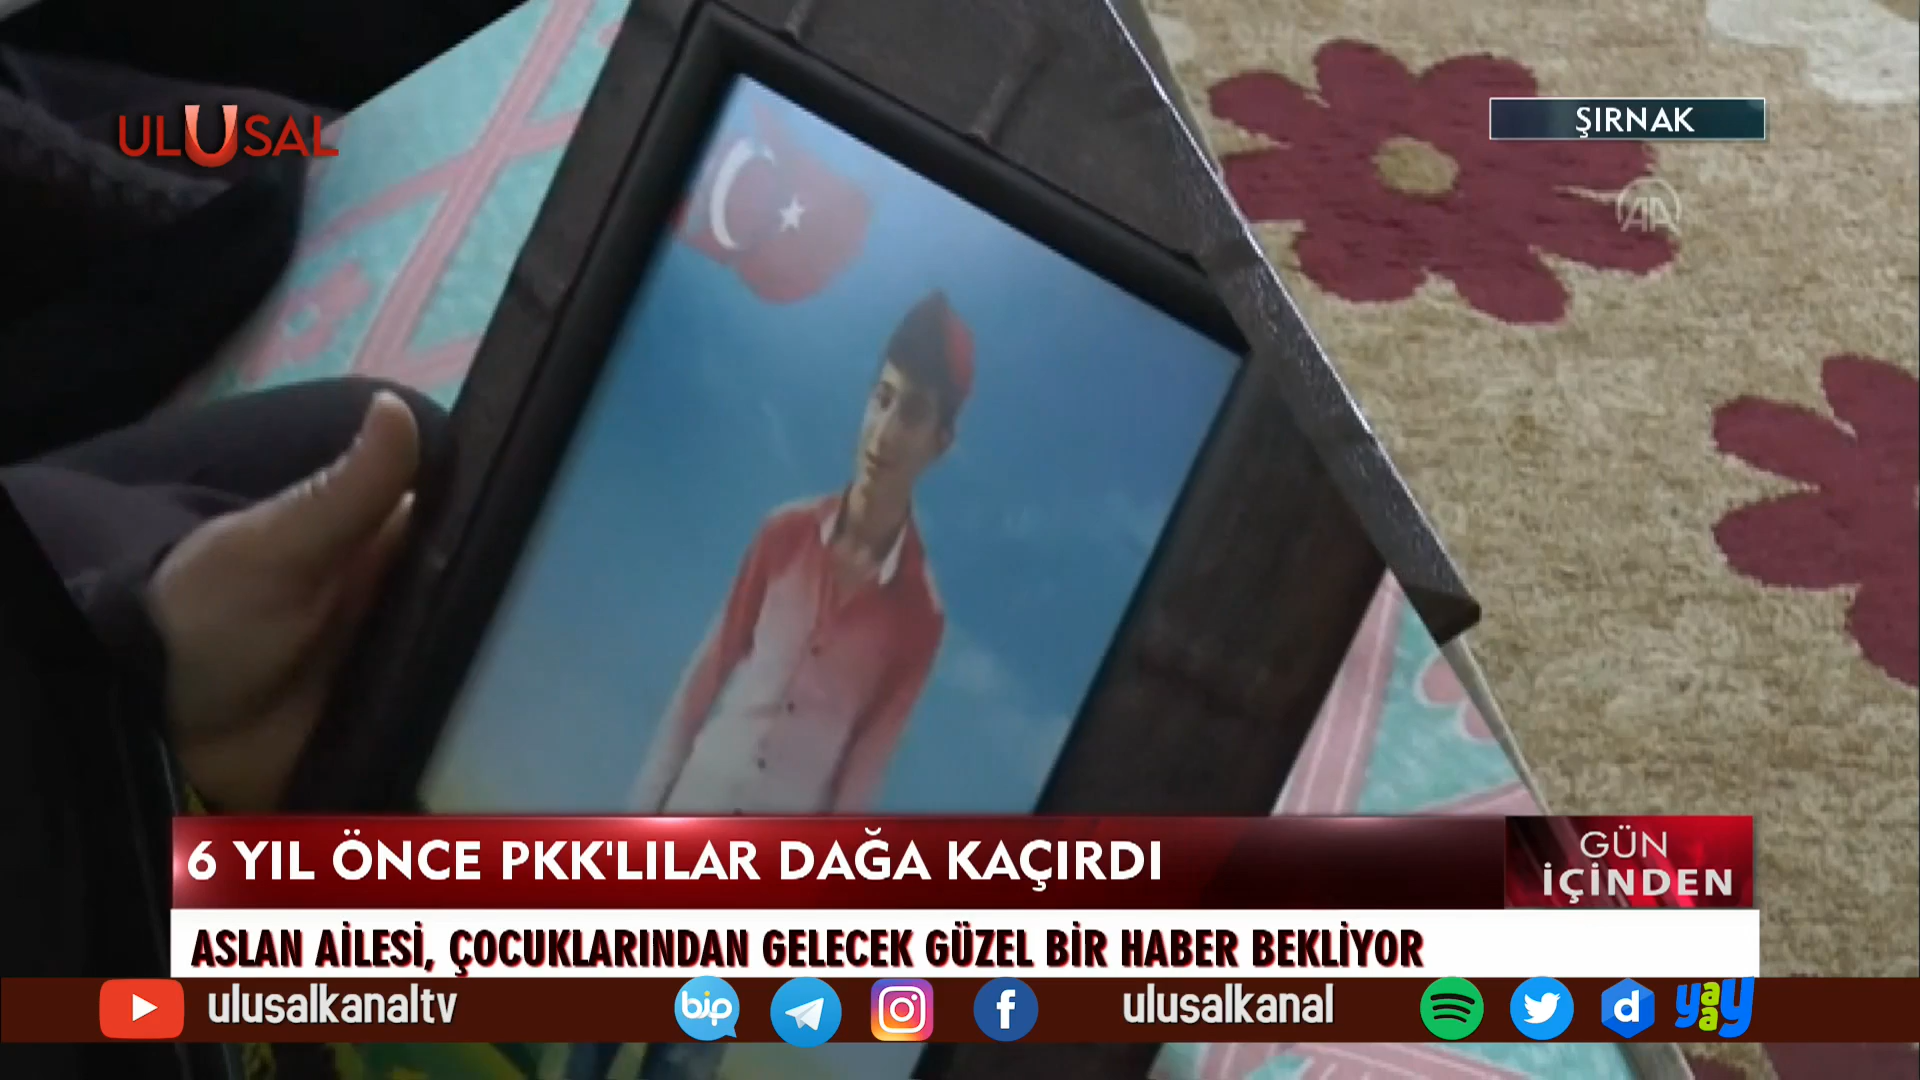 ULUSAL
ŞIRNAK
AA
6 YIL ÖNCE PKK'LILAR DAĞA KAÇIRDI
GÜN
İÇİNDEN
ASLAN AİLESİ, ÇOCUKLARINDAN GELECEK GÜZEL BİR HABER BEKLİYOR
ulusalkanaltv
bip
ulusalkanal
d
yaay